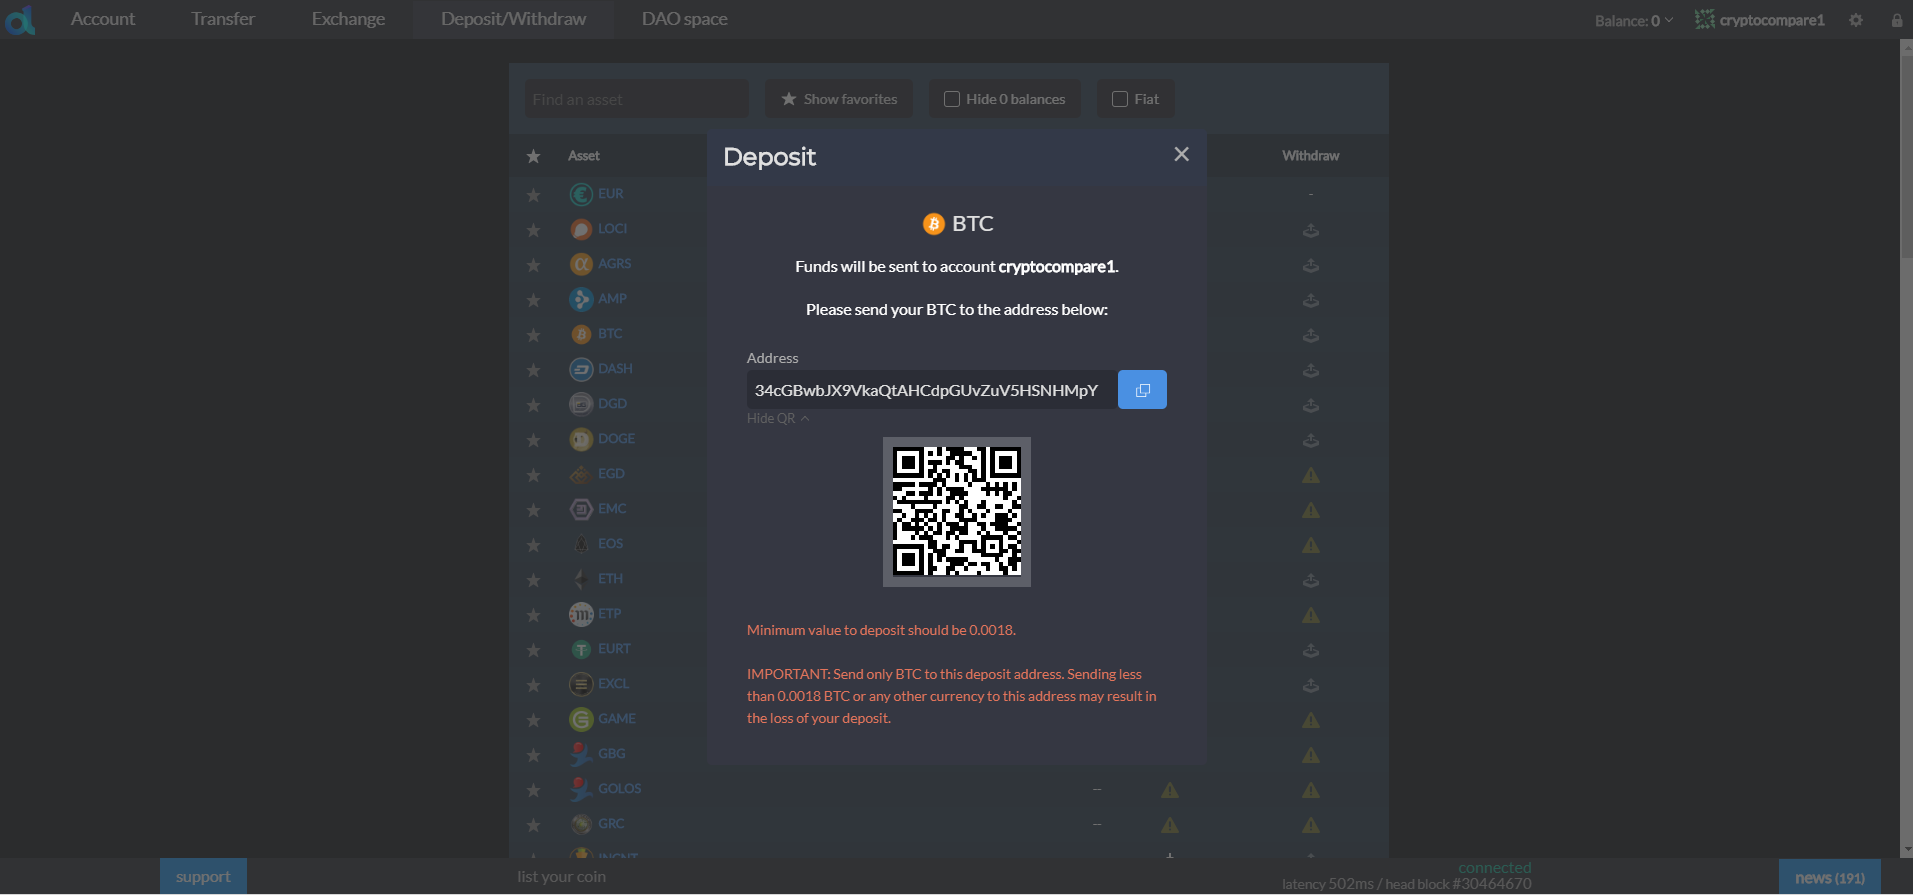 Account Transfer Exchange Deposit/Withdraw DAO space Balance: 0 cryptocompare1
Find an asset Show favorites Hide 0 balances Fiat
Asset Withdraw
Deposit
EUR -
BTC
LOCI
AGRS
Funds will be sent to account cryptocompare1.
AMP
Please send your BTC to the address below:
BTC
Address
DASH
34cGBwbJX9VkaQtAHCdpGUvZuV5HSNHMpY
DGD
Hide QR
DOGE
EGD
EMC
EOS
ETH
ETP
Minimum value to deposit should be 0.0018.
EURT
IMPORTANT: Send only BTC to this deposit address. Sending less
EXCL
than 0.0018 BTC or any other currency to this address may result in
the loss of your deposit.
GAME
GBG
GOLOS --
GRC --
INCNT
support list your coin connected
latency 502ms / head block #30464670
news (191)